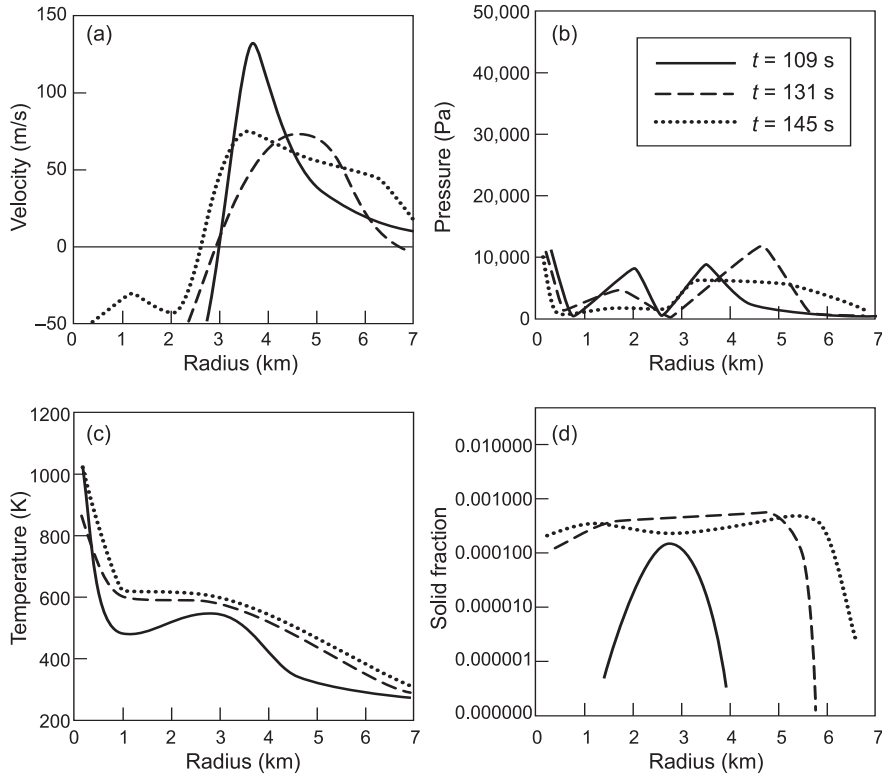 (a)
150
100
50
0
–50
Velocity (m/s)
0 1 2 3 4 5 6 7
Radius (km)
(b)
50,000
40,000
30,000
20,000
10,000
0
Pressure (Pa)
t = 109 s
t = 131 s
t = 145 s
0 1 2 3 4 5 6 7
Radius (km)
(c)
1200
1000
800
600
400
200
Temperature (K)
0 1 2 3 4 5 6 7
Radius (km)
(d)
0.010000
0.001000
0.000100
0.000010
0.000001
0.000000
Solid fraction
0 1 2 3 4 5 6 7
Radius (km)